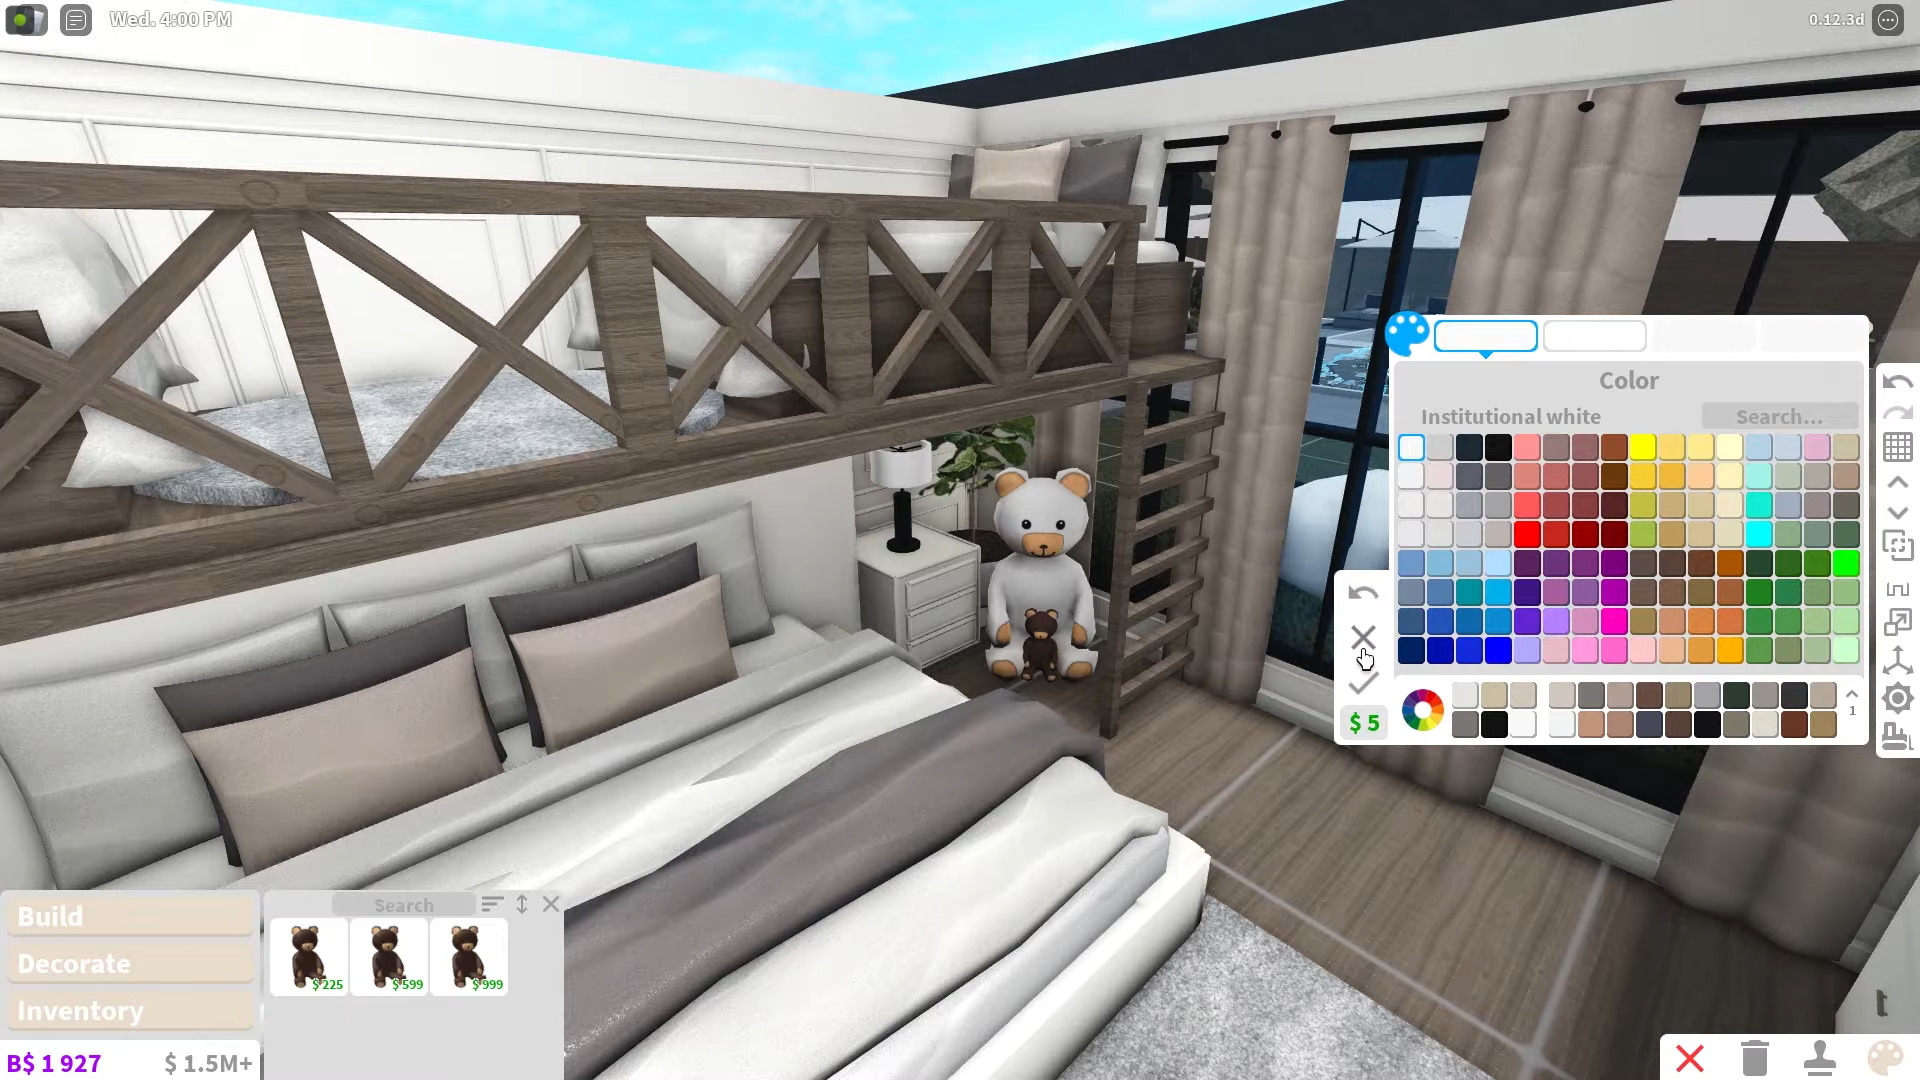 Wed. 4:00 PM
0.12.3d
Color
Institutional white
Search...
1
$ 5
Build
Decorate
Inventory
B$ 1 927
$ 1.5M+
Search
$225
$599
$999